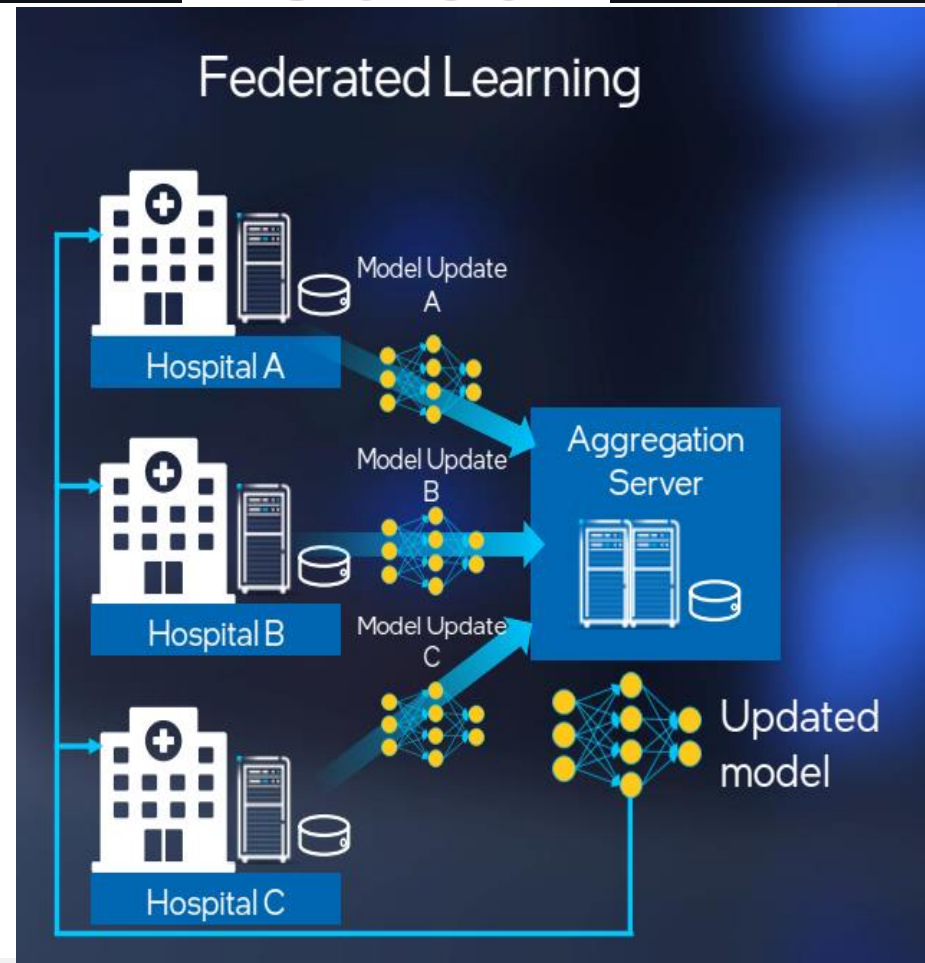 Federated Learning
Model Update
A
Hospital A
Model Update
B
Aggregation
Server
Hospital B
Model Update
C
Updated
model
Hospital C